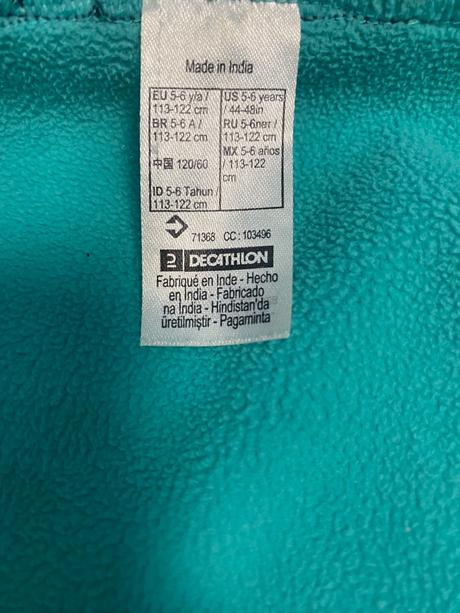 Made in India
EU 5-6 y/a /
113-122 cm
BR 5-6 A /
113-122 cm
中国 120/60
ID 5-6 Tahun /
113-122 cm
US 5-6 years
/ 44-48in
RU 5-6лет /
113-122 cm
MX 5-6 años
/ 113-122
cm
71368 CC: 103496
DECATHLON
Fabriqué en Inde - Hecho
en India - Fabricado
na Índia - Hindistan'da
üretilmiştir - Pagaminta